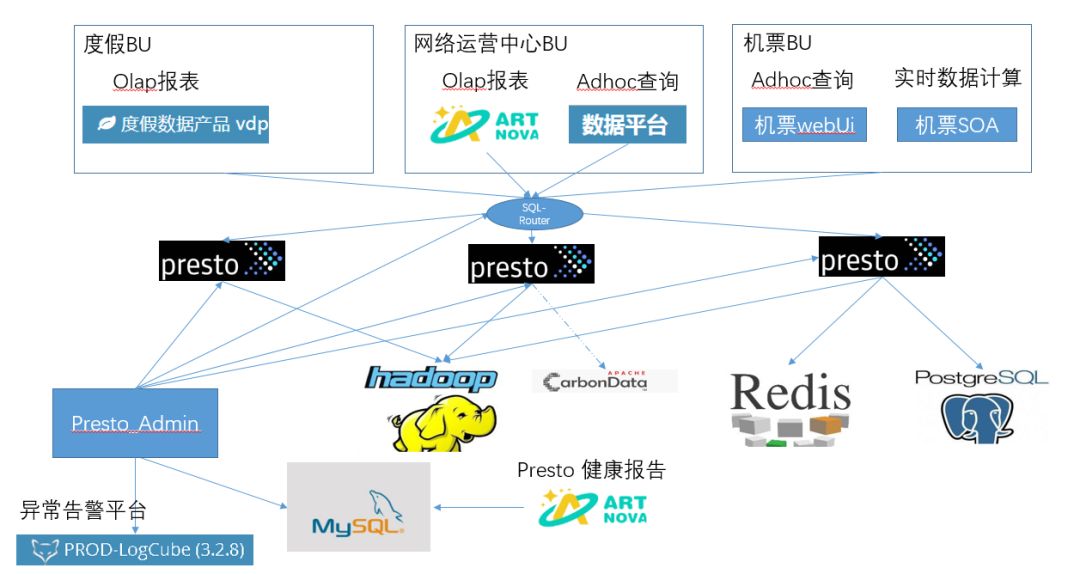 度假BU
Olap报表
度假数据产品 vdp
网络运营中心BU
Olap报表
Adhoc查询
ART
NOVA
数据平台
机票BU
Adhoc查询
实时数据计算
机票webUi
机票SOA
SQL-
Router
presto
presto
presto
hadoop
APACHE
CarbonData
Redis
PostgreSQL
Presto_Admin
异常告警平台
PROD-LogCube (3.2.8)
MySQL
Presto 健康报告
ART
NOVA